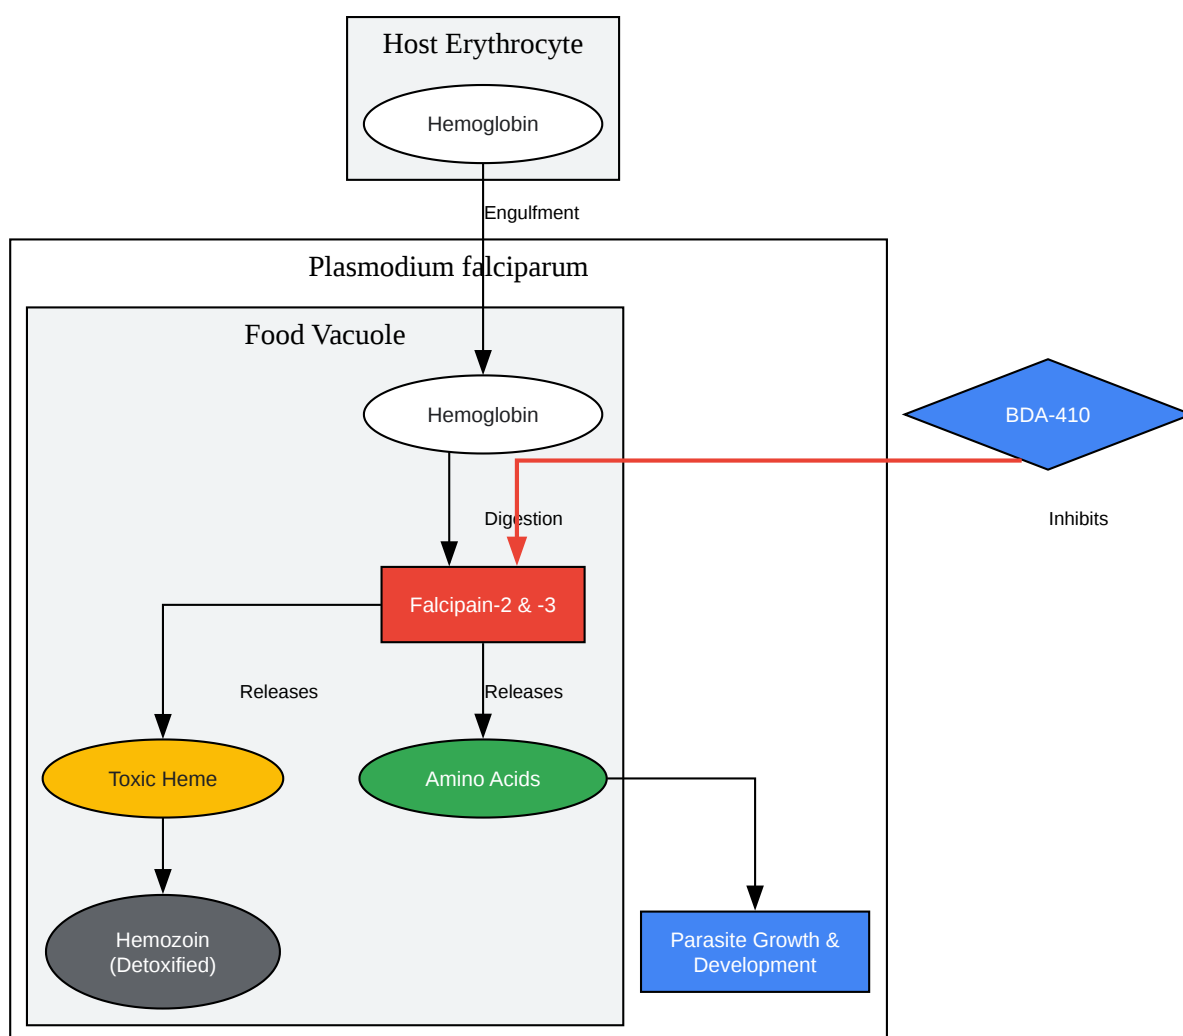 Host Erythrocyte
Hemoglobin
Engulfment
Plasmodium falciparum
Food Vacuole
Hemoglobin
BDA-410
Digestion
Inhibits
Falcipain-2 & -3
Releases
Releases
Toxic Heme
Amino Acids
Hemozoin
(Detoxified)
Parasite Growth &
Development